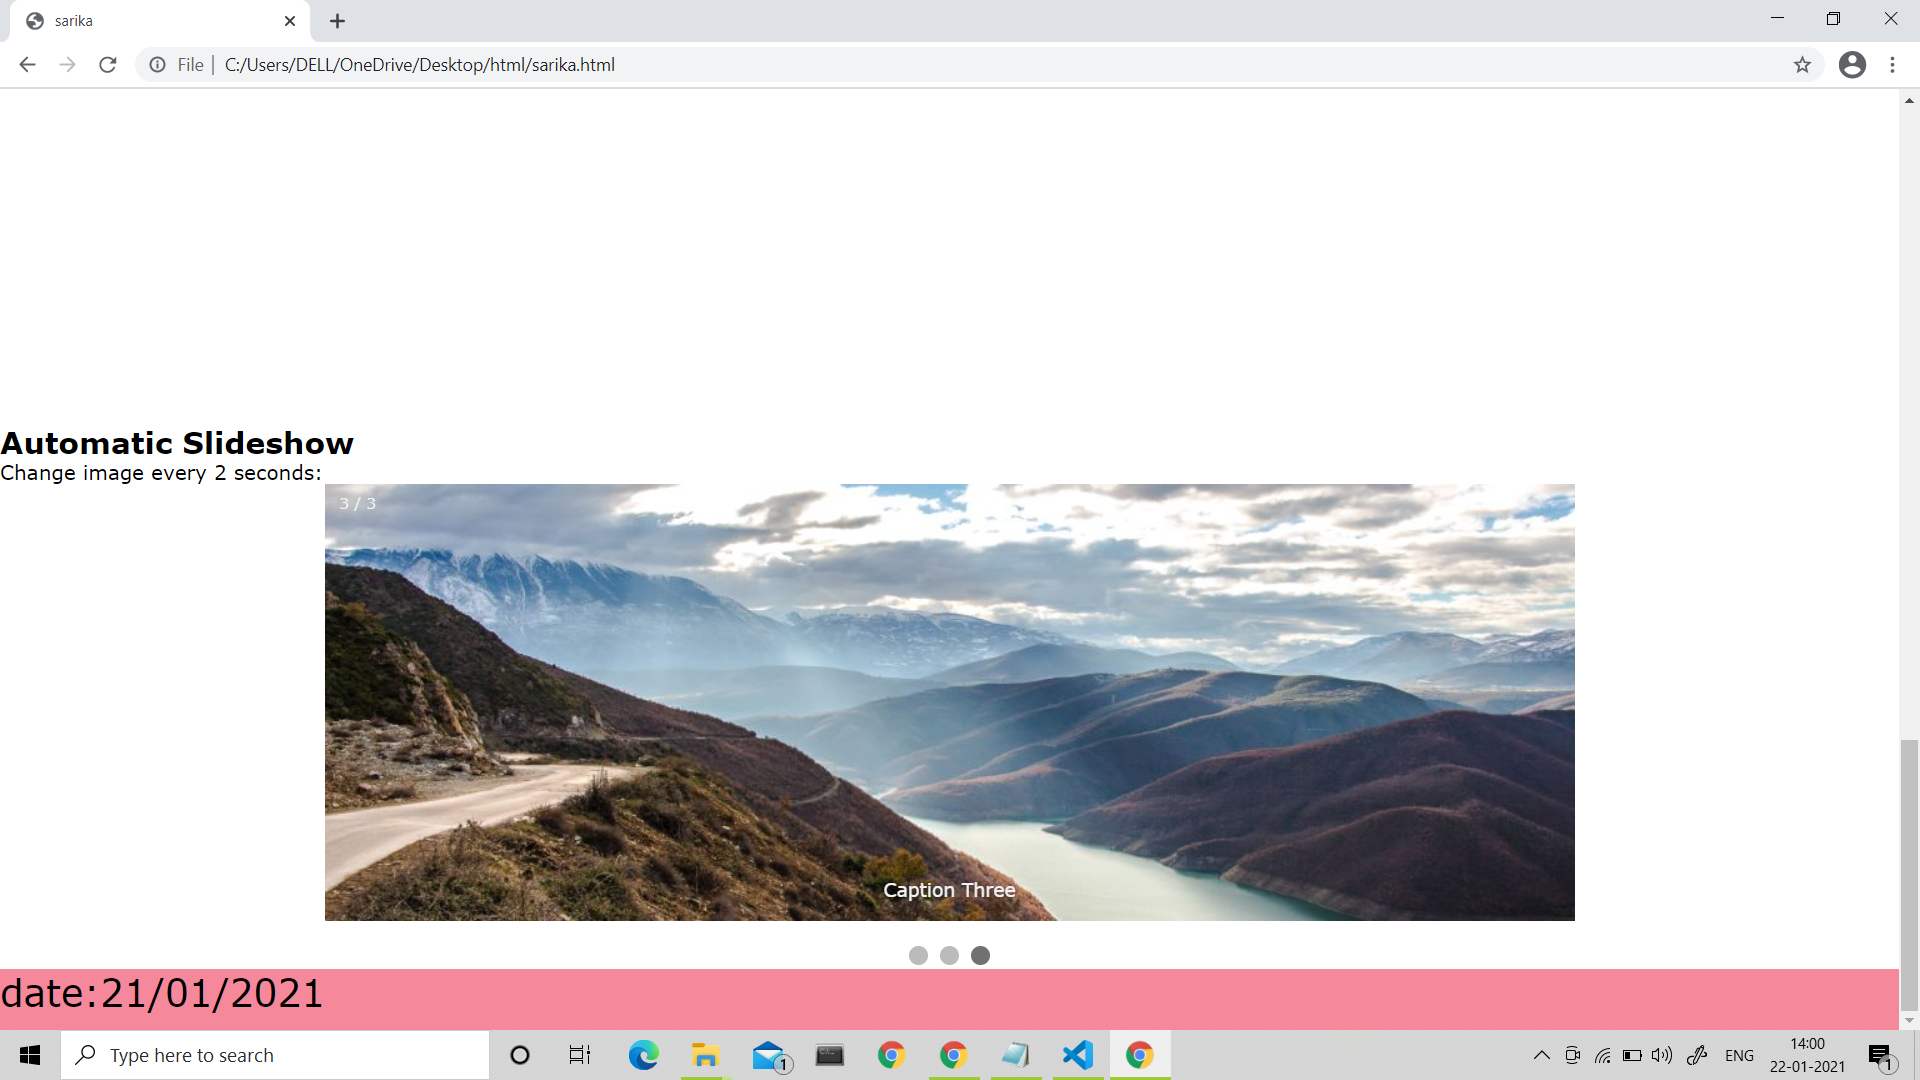 sarika
File | C:/Users/DELL/OneDrive/Desktop/html/sarika.html
Automatic Slideshow
Change image every 2 seconds:
3 / 3
Caption Three
date:21/01/2021
Type here to search
1
ENG
14:00
22-01-2021
1